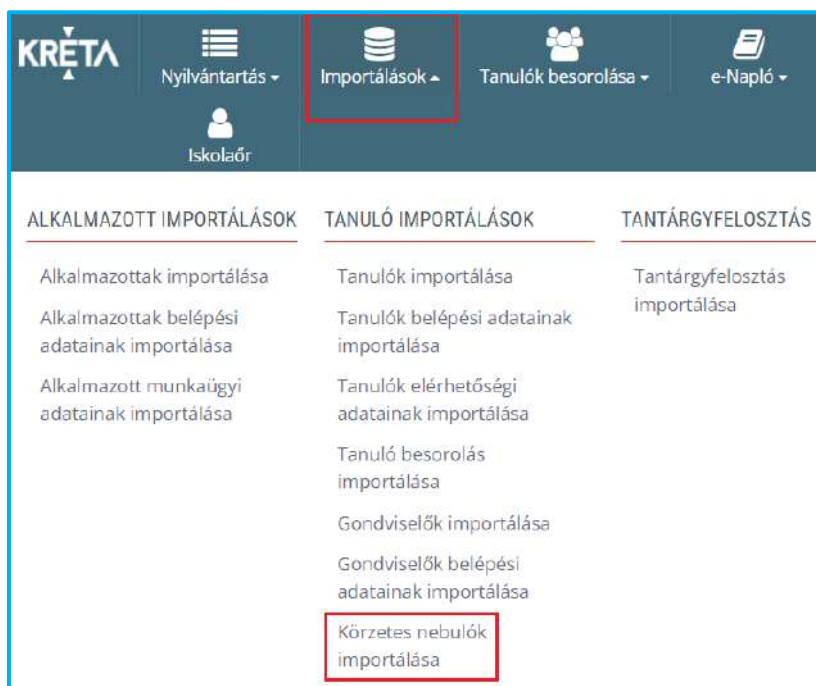 KRÉTA
Nyilvántartás
Importálások
Tanulók besorolása
e-Napló
Iskolaőr
ALKALMAZOTT IMPORTÁLÁSOK
Alkalmazottak importálása
Alkalmazottak belépési
adatainak importálása
Alkalmazott munkaügyi
adatainak importálása
TANULÓ IMPORTÁLÁSOK
Tanulók importálása
Tanulók belépési adatainak
importálása
Tanulók elérhetőségi
adatainak importálása
Tanuló besorolás
importálása
Gondviselők importálása
Gondviselők belépési
adatainak importálása
Körzetes nebulók
importálása
TANTÁRGYFELOSZTÁS
Tantárgyfelosztás
importálása